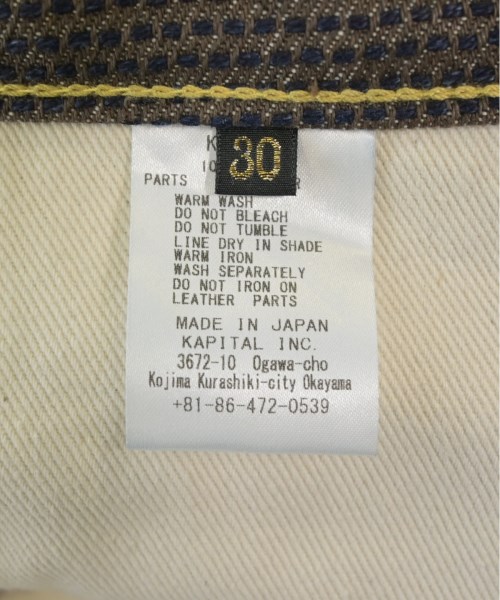 30
PARTS
WARM WASH
DO NOT BLEACH
DO NOT TUMBLE
LINE DRY IN SHADE
WARM IRON
WASH SEPARATELY
DO NOT IRON ON
LEATHER PARTS
MADE IN JAPAN
KAPITAL INC.
3672-10 Ogawa-cho
Kojima Kurashiki-city Okayama
+81-86-472-0539